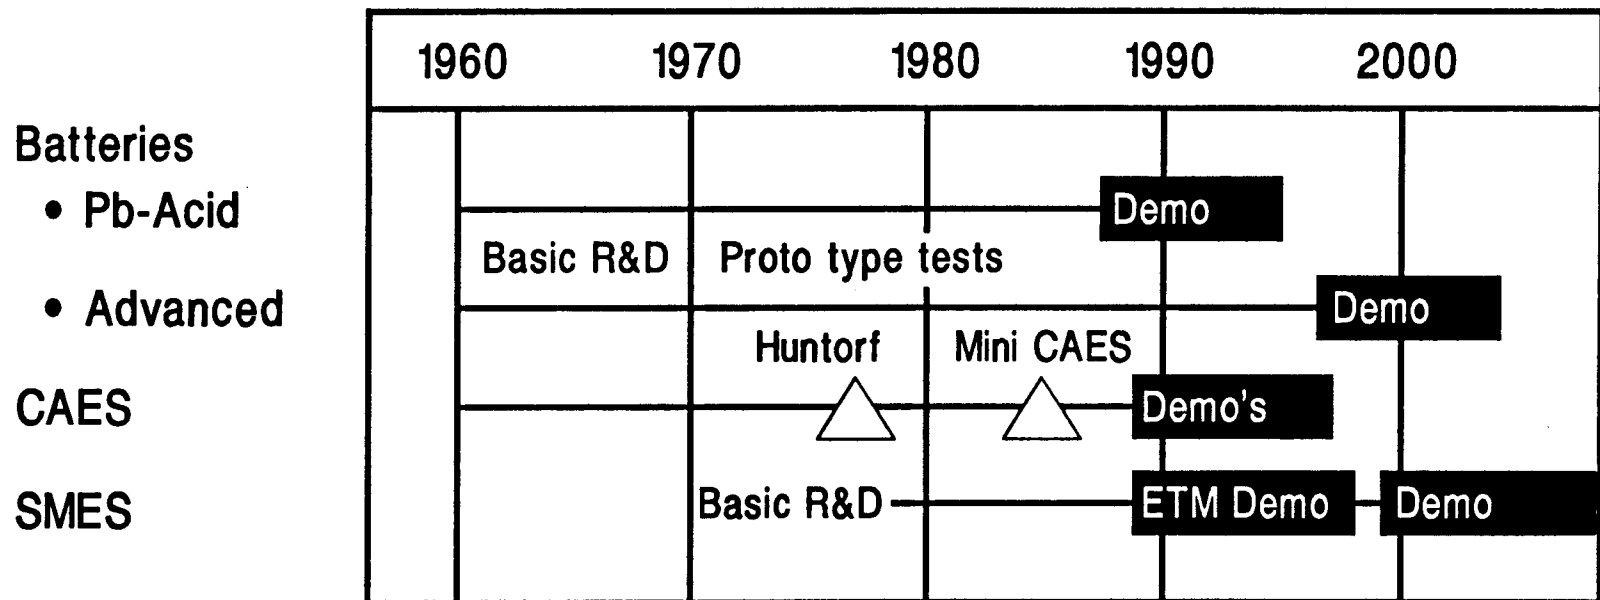 1960 1970 1980 1990 2000
Batteries
• Pb-Acid Demo
Basic R&D Proto type tests
• Advanced Demo
Huntorf Mini CAES
CAES Demo's
SMES Basic R&D ETM Demo Demo